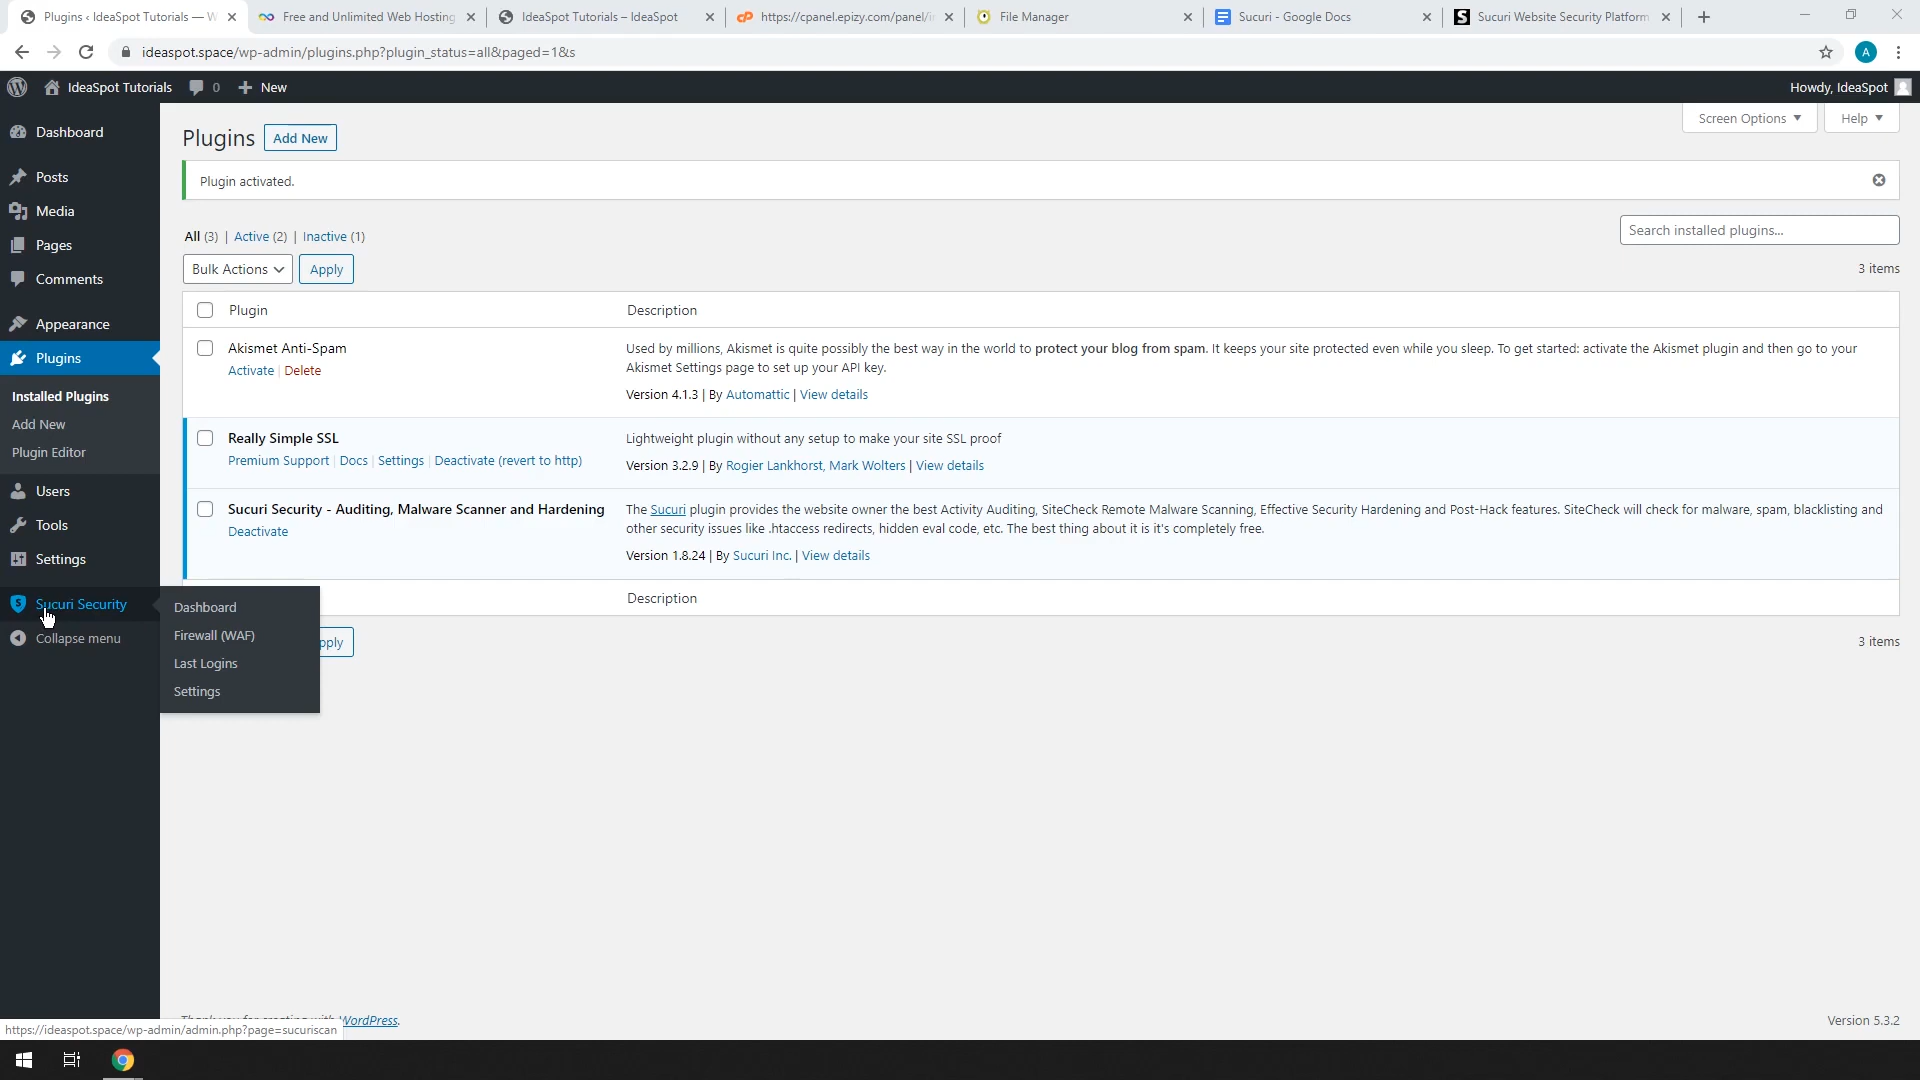 Plugins ‹ IdeaSpot Tutorials — W
Free and Unlimited Web Hosting
IdeaSpot Tutorials – IdeaSpot
https://cpanel.epizy.com/panel/i
File Manager
Sucuri - Google Docs
Sucuri Website Security Platform
ideaspot.space/wp-admin/plugins.php?plugin_status=all&paged=1&s
A
IdeaSpot Tutorials
0
New
Howdy, IdeaSpot
Dashboard
Posts
Media
Pages
Comments
Appearance
Plugins
Installed Plugins
Add New
Plugin Editor
Users
Tools
Settings
Sucuri Security
Collapse menu
Dashboard
Firewall (WAF)
Last Logins
Settings
Screen Options
Help
Plugins
Add New
Plugin activated.
All (3) | Active (2) | Inactive (1)
Search installed plugins...
Bulk Actions
Apply
3 items
Plugin
Description
Akismet Anti-Spam
Activate | Delete
Used by millions, Akismet is quite possibly the best way in the world to protect your blog from spam. It keeps your site protected even while you sleep. To get started: activate the Akismet plugin and then go to your
Akismet Settings page to set up your API key.
Version 4.1.3 | By Automattic | View details
Really Simple SSL
Premium Support | Docs | Settings | Deactivate (revert to http)
Lightweight plugin without any setup to make your site SSL proof
Version 3.2.9 | By Rogier Lankhorst, Mark Wolters | View details
Sucuri Security - Auditing, Malware Scanner and Hardening
Deactivate
The Sucuri plugin provides the website owner the best Activity Auditing, SiteCheck Remote Malware Scanning, Effective Security Hardening and Post-Hack features. SiteCheck will check for malware, spam, blacklisting and
other security issues like .htaccess redirects, hidden eval code, etc. The best thing about it is it's completely free.
Version 1.8.24 | By Sucuri Inc. | View details
Description
pply
3 items
WordPress.
Version 5.3.2
https://ideaspot.space/wp-admin/admin.php?page=sucuriscan